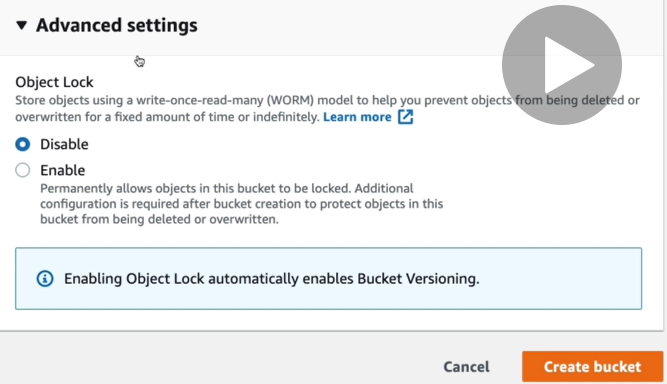 Advanced settings
Object Lock
Store objects using a write-once-read-many (WORM) model to help you prevent objects from being deleted or
overwritten for a fixed amount of time or indefinitely. Learn more
Disable
Enable
Permanently allows objects in this bucket to be locked. Additional
configuration is required after bucket creation to protect objects in this
bucket from being deleted or overwritten.
Enabling Object Lock automatically enables Bucket Versioning.
Cancel Create bucket